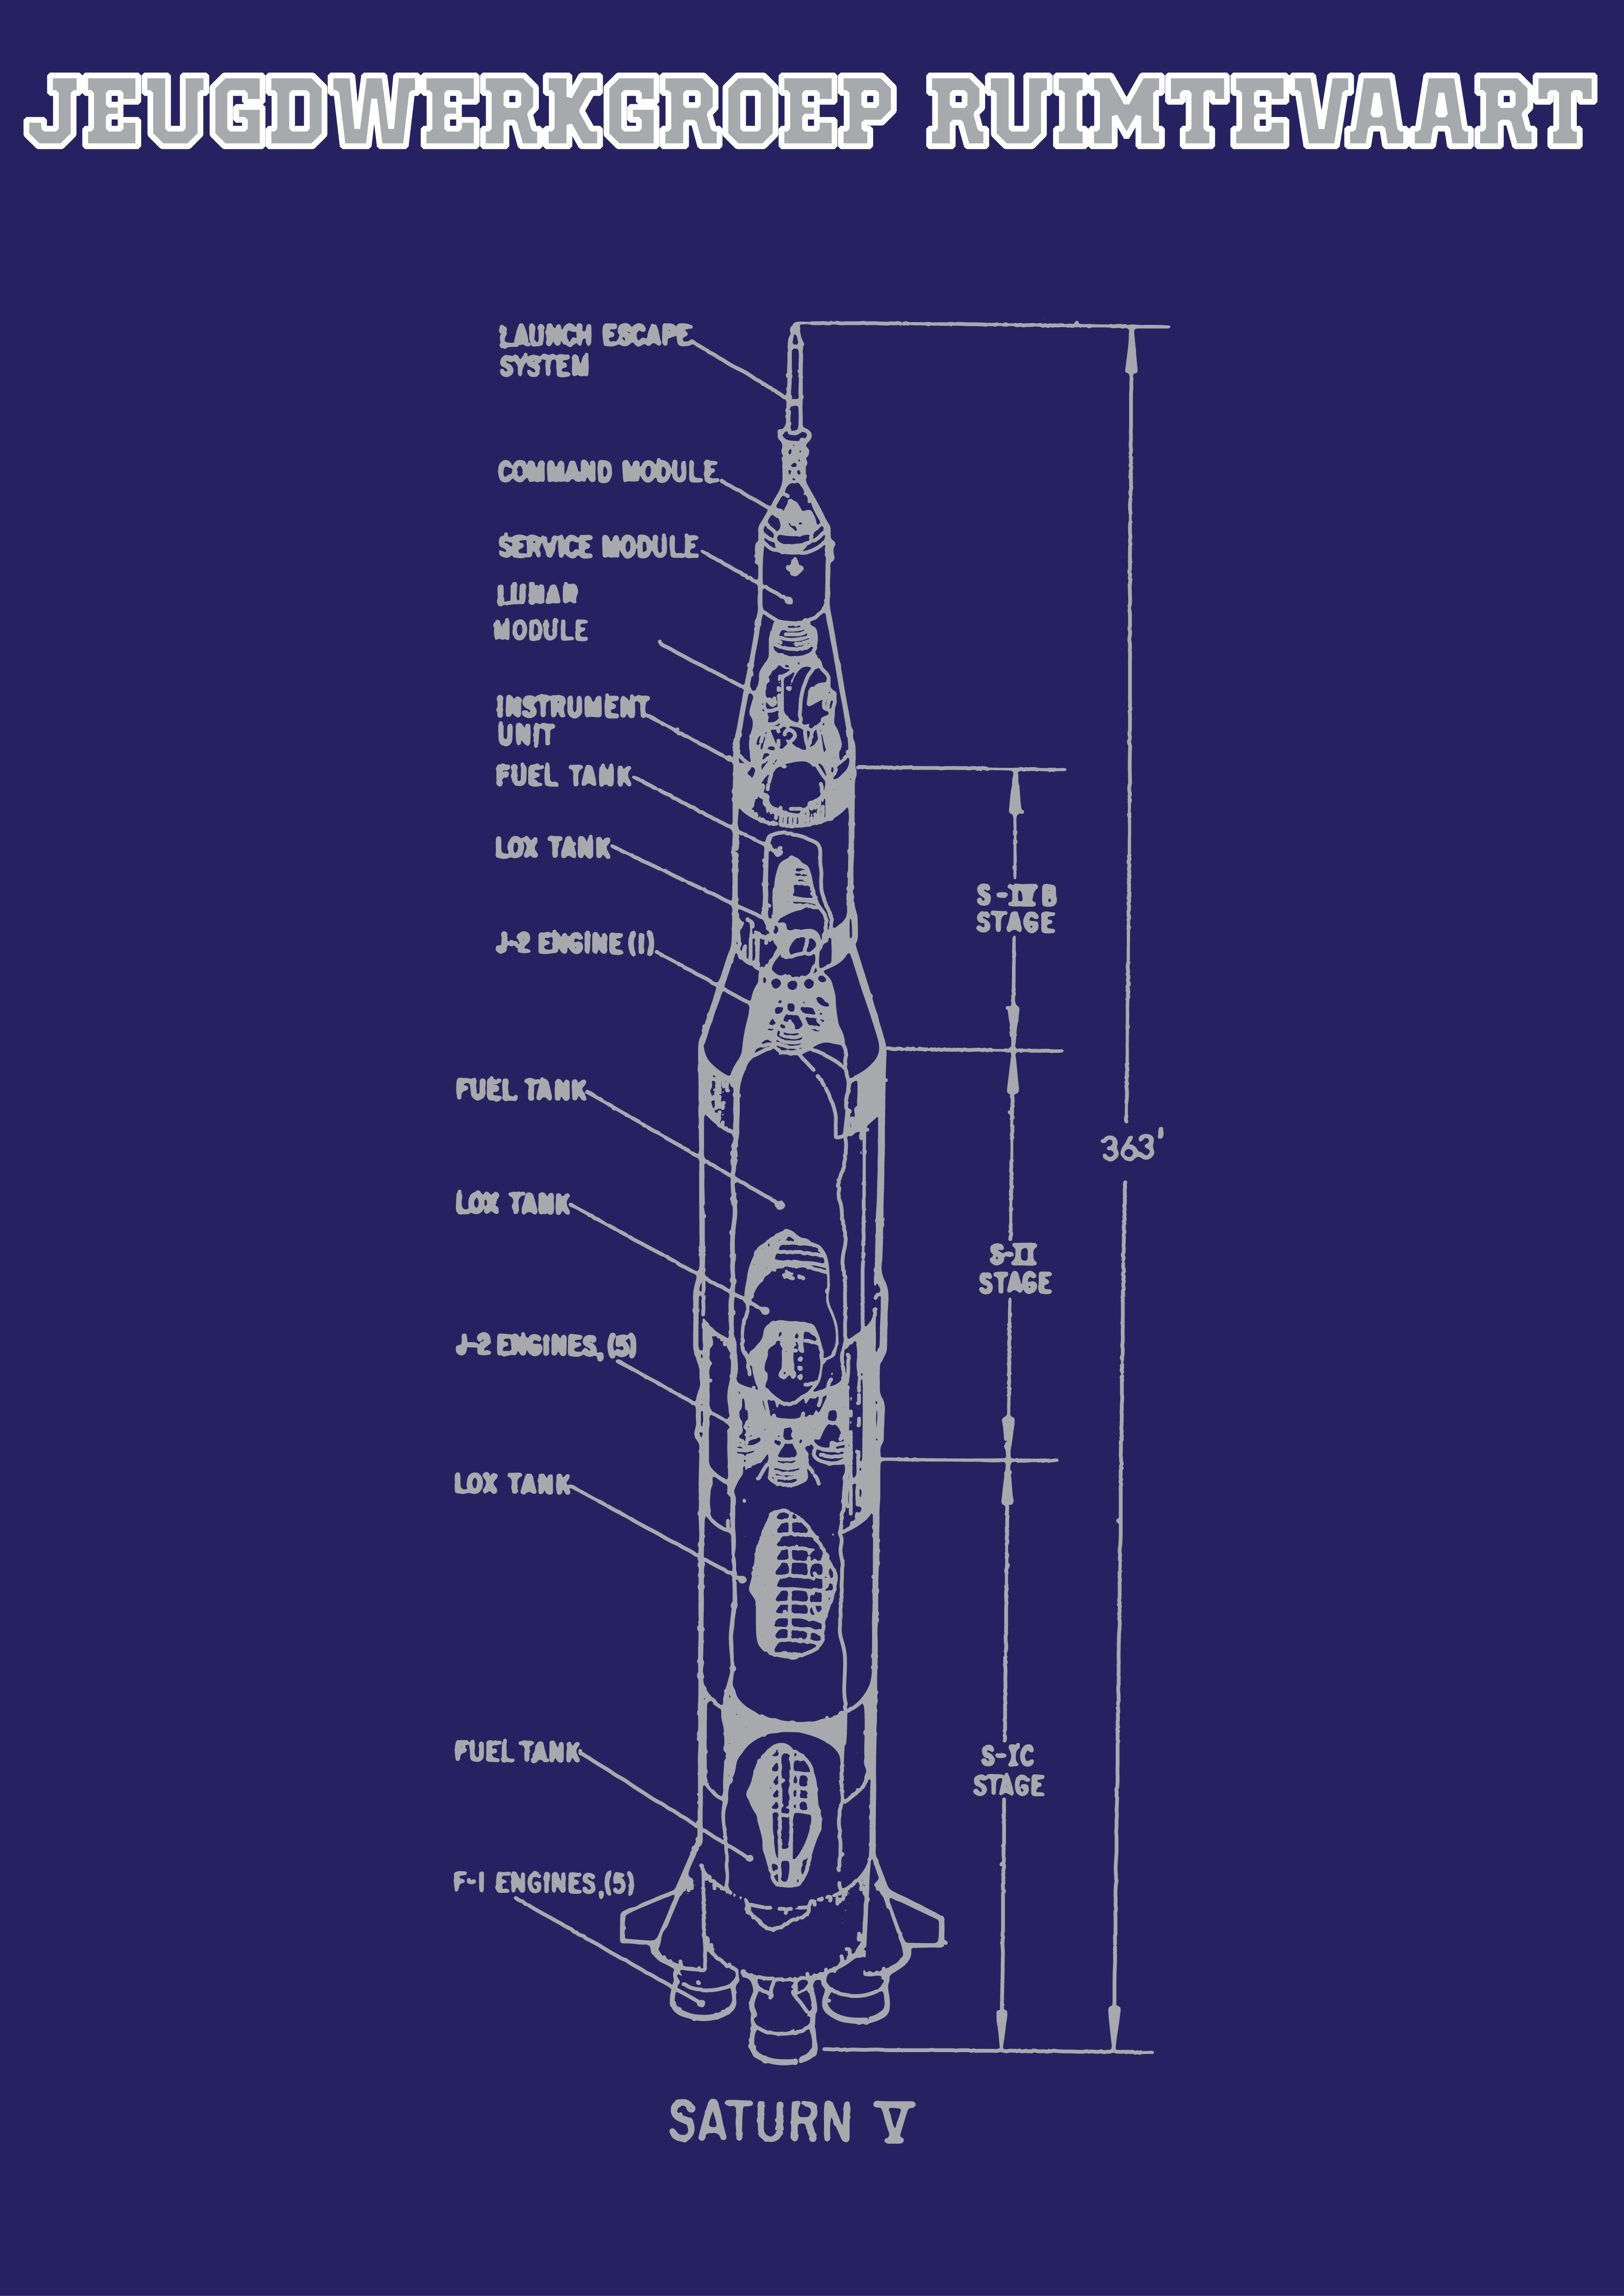 JEUGDWERKGROEP RUIMTEVAART
LAUNCH ESCAPE
SYSTEM
COMMAND MODULE
SERVICE MODULE
LUNAR
MODULE
INSTRUMENT
UNIT
FUEL TANK
LOX TANK
S-IVB
STAGE
J-2 ENGINE (1)
FUEL TANK
363'
LOX TANK
S-II
STAGE
J-2 ENGINES, (5)
LOX TANK
FUEL TANK
S-IC
STAGE
F-1 ENGINES, (5)
SATURN V